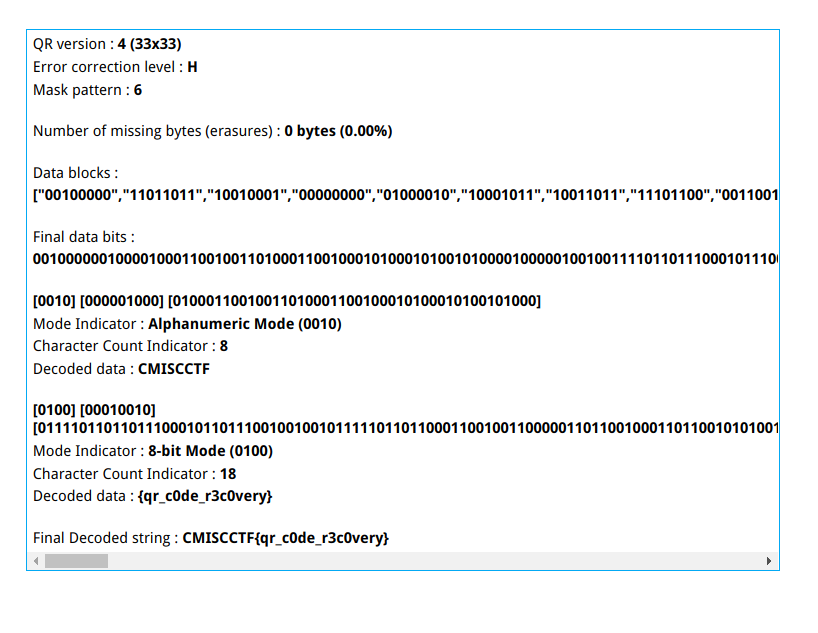 QR version : 4 (33x33)
Error correction level : H
Mask pattern : 6
Number of missing bytes (erasures) : 0 bytes (0.00%)
Data blocks :
["00100000","11011011","10010001","00000000","01000010","10001011","10011011","11101100","0011001
Final data bits :
0010000001000010001100100110100011001000101000101001010000100000100100111101101110001011100
[0010] [000001000] [01000110010011010001100100010100010100101000]
Mode Indicator : Alphanumeric Mode (0010)
Character Count Indicator : 8
Decoded data : CMISCCTF
[0100] [00010010]
[0111101101101110001011011100100100101111101101100011001001100000110110010001101100101010010
Mode Indicator : 8-bit Mode (0100)
Character Count Indicator : 18
Decoded data : {qr_c0de_r3c0very}
Final Decoded string : CMISCCTF{qr_c0de_r3c0very}